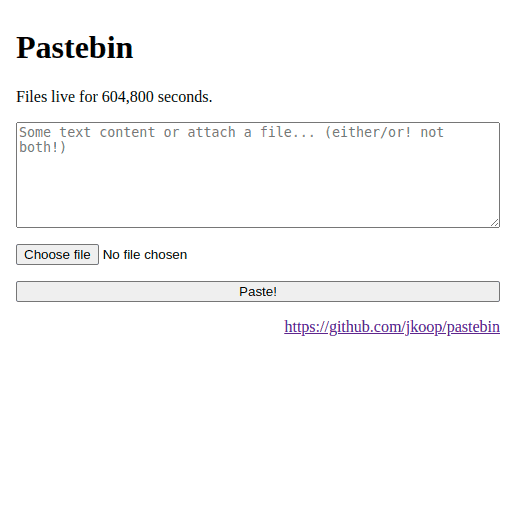 Pastebin
Files live for 604,800 seconds.
Some text content or attach a file... (either/or! not
both!)
Choose file No file chosen
Paste!
https://github.com/jkoop/pastebin